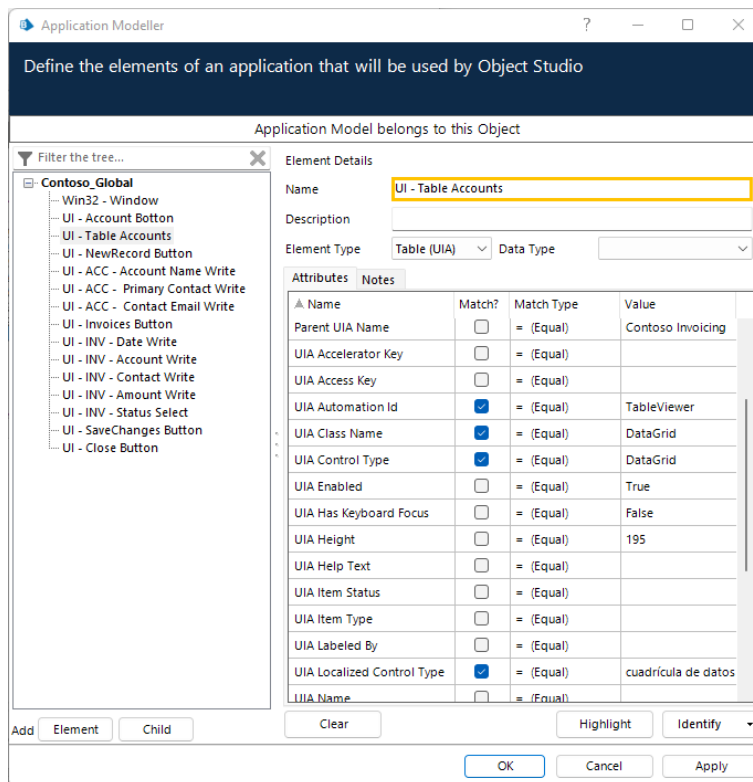 Application Modeller
?
Define the elements of an application that will be used by Object Studio
Application Model belongs to this Object
Filter the tree...
Contoso_Global
Win32 - Window
UI - Account Botton
UI - Table Accounts
UI - NewRecord Button
UI - ACC - Account Name Write
UI - ACC -  Primary Contact Write
UI - ACC -  Contact Email Write
UI - Invoices Button
UI - INV - Date Write
UI - INV - Account Write
UI - INV - Contact Write
UI - INV - Amount Write
UI - INV - Status Select
UI - SaveChanges Button
UI - Close Button
Add Element Child
Element Details
Name UI - Table Accounts
Description
Element Type Table (UIA) Data Type
Attributes Notes
Name Match? Match Type Value
Parent UIA Name = (Equal) Contoso Invoicing
UIA Accelerator Key = (Equal)
UIA Access Key = (Equal)
UIA Automation Id = (Equal) TableViewer
UIA Class Name = (Equal) DataGrid
UIA Control Type = (Equal) DataGrid
UIA Enabled = (Equal) True
UIA Has Keyboard Focus = (Equal) False
UIA Height = (Equal) 195
UIA Help Text = (Equal)
UIA Item Status = (Equal)
UIA Item Type = (Equal)
UIA Labeled By = (Equal)
UIA Localized Control Type = (Equal) cuadrícula de datos
UIA Name = (Equal)
Clear Highlight Identify
OK Cancel Apply